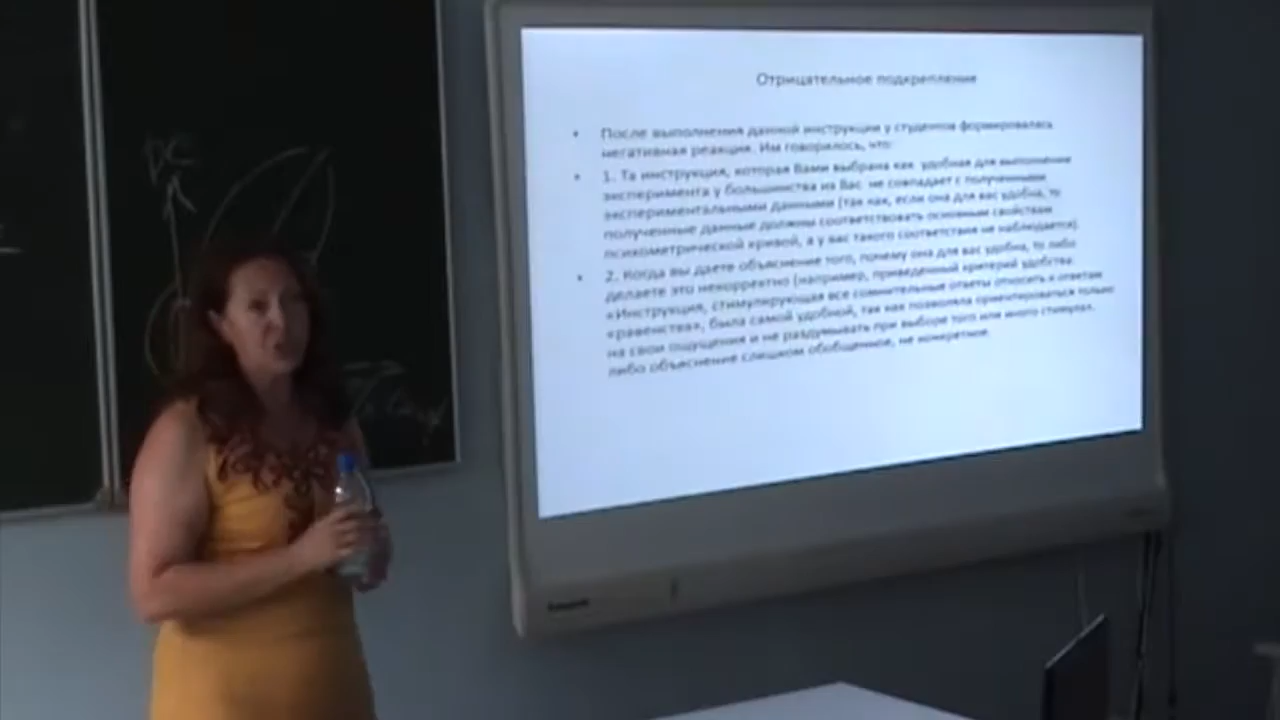 DC
Отрицательное подкрепление
• После выполнения данной инструкции у студентов формировалась
негативная реакция. Им говорилось, что:
• 1. Та инструкция, которая Вами выбрана как удобная для выполнения
эксперимента у большинства из Вас не совпадает с полученными
экспериментальными данными (так как, если она для вас удобна, то
полученные данные должны соответствовать основным свойствам
психометрической кривой, а у вас такого соответствия не наблюдается).
• 2. Когда вы даете объяснение того, почему она для вас удобна, то либо
делаете это некорректно (например, приведенный критерий удобства:
«Инструкция, стимулирующая все сомнительные ответы относить к ответам
«равенства», была самой удобной, так как позволяла ориентироваться только
на свои ощущения и не раздумывать при выборе того или иного стимула»,
либо объяснение слишком обобщенное, не конкретное.